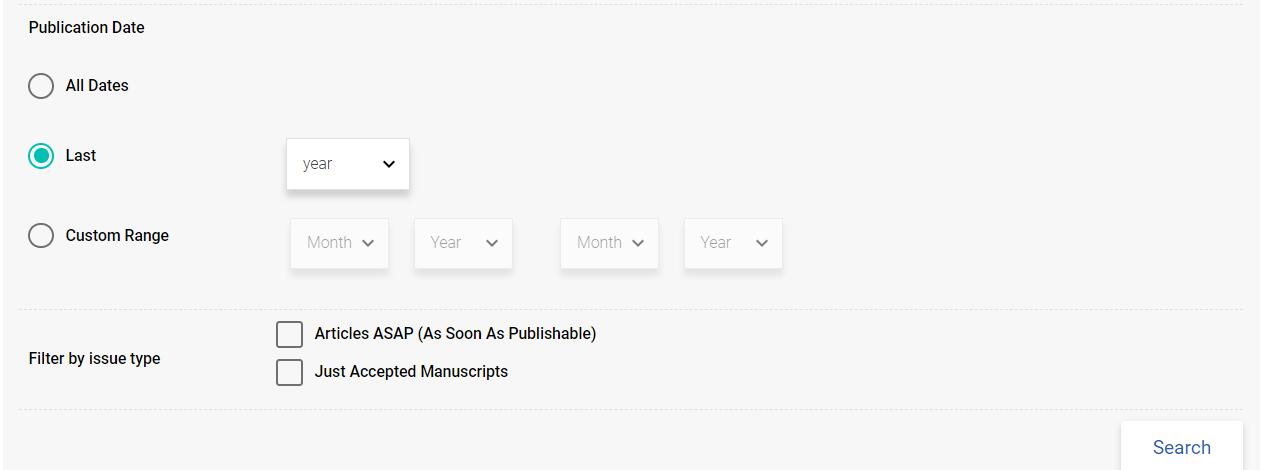 Publication Date
All Dates
Last year
Custom Range Month Year Month Year
Articles ASAP (As Soon As Publishable)
Filter by issue type
Just Accepted Manuscripts
Search